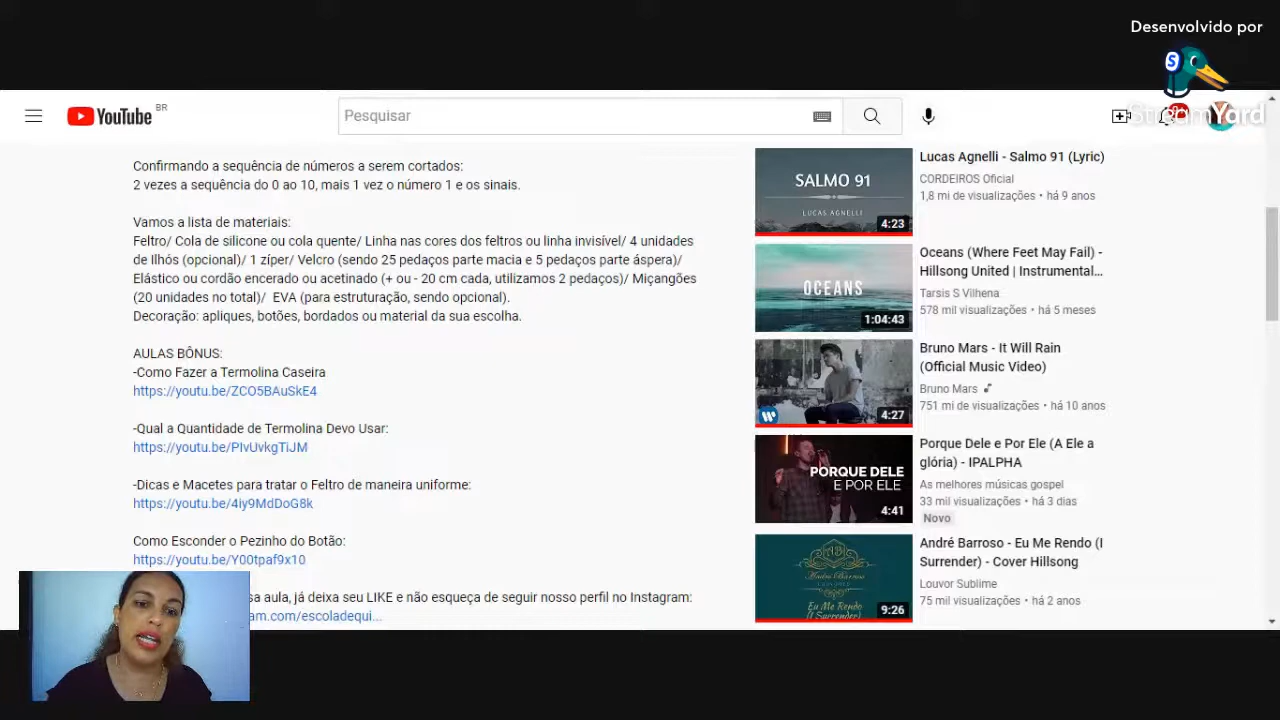 Desenvolvido por
StreamYard
YouTube BR
Pesquisar
Confirmando a sequência de números a serem cortados:
2 vezes a sequência do 0 ao 10, mais 1 vez o número 1 e os sinais.
Vamos a lista de materiais:
Feltro/ Cola de silicone ou cola quente/ Linha nas cores dos feltros ou linha invisível/ 4 unidades
de Ilhós (opcional)/ 1 zíper/ Velcro (sendo 25 pedaços parte macia e 5 pedaços parte áspera)/
Elástico ou cordão encerado ou acetinado (+ ou - 20 cm cada, utilizamos 2 pedaços)/ Miçangões
(20 unidades no total)/ EVA (para estruturação, sendo opcional).
Decoração: apliques, botões, bordados ou material da sua escolha.
AULAS BÔNUS:
-Como Fazer a Termolina Caseira
https://youtu.be/ZCO5BAuSkE4
-Qual a Quantidade de Termolina Devo Usar:
https://youtu.be/PIvUvkgTiJM
-Dicas e Macetes para tratar o Feltro de maneira uniforme:
https://youtu.be/4iy9MdDoG8k
Como Esconder o Pezinho do Botão:
https://youtu.be/Y00tpaf9x10
sa aula, já deixa seu LIKE e não esqueça de seguir nosso perfil no Instagram:
am.com/escoladequi...
SALMO 91
LUCAS AGNELLI
4:23
Lucas Agnelli - Salmo 91 (Lyric)
CORDEIROS Oficial
1,8 mi de visualizações • há 9 anos
OCEANS
1:04:43
Oceans (Where Feet May Fail) -
Hillsong United | Instrumental...
Tarsis S Vilhena
578 mil visualizações • há 5 meses
4:27
Bruno Mars - It Will Rain
(Official Music Video)
Bruno Mars
751 mi de visualizações • há 10 anos
PORQUE DELE
E POR ELE
4:41
Porque Dele e Por Ele (A Ele a
glória) - IPALPHA
As melhores músicas gospel
33 mil visualizações • há 3 dias
Novo
André Barroso
Eu Me Rendo
(I Surrender)
9:26
André Barroso - Eu Me Rendo (I
Surrender) - Cover Hillsong
Louvor Sublime
75 mil visualizações • há 2 anos